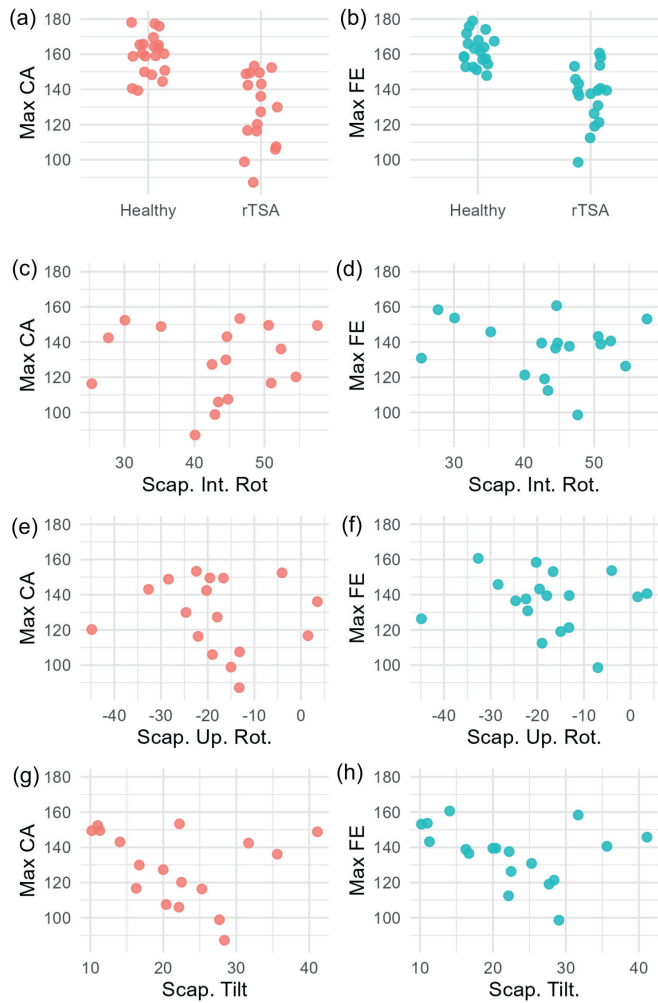 (a) (b)
180 180
160 160
140 140
120 120
100 100
Max CA Max FE
Healthy rTSA Healthy rTSA
(c) (d)
180 180
160 160
140 140
120 120
100 100
Max CA Max FE
30 40 50 30 40 50
Scap. Int. Rot Scap. Int. Rot.
(e) (f)
180 180
160 160
140 140
120 120
100 100
Max CA Max FE
-40 -30 -20 -10 0 -40 -30 -20 -10 0
Scap. Up. Rot. Scap. Up. Rot.
(g) (h)
180 180
160 160
140 140
120 120
100 100
Max CA Max FE
10 20 30 40 10 20 30 40
Scap. Tilt Scap. Tilt.